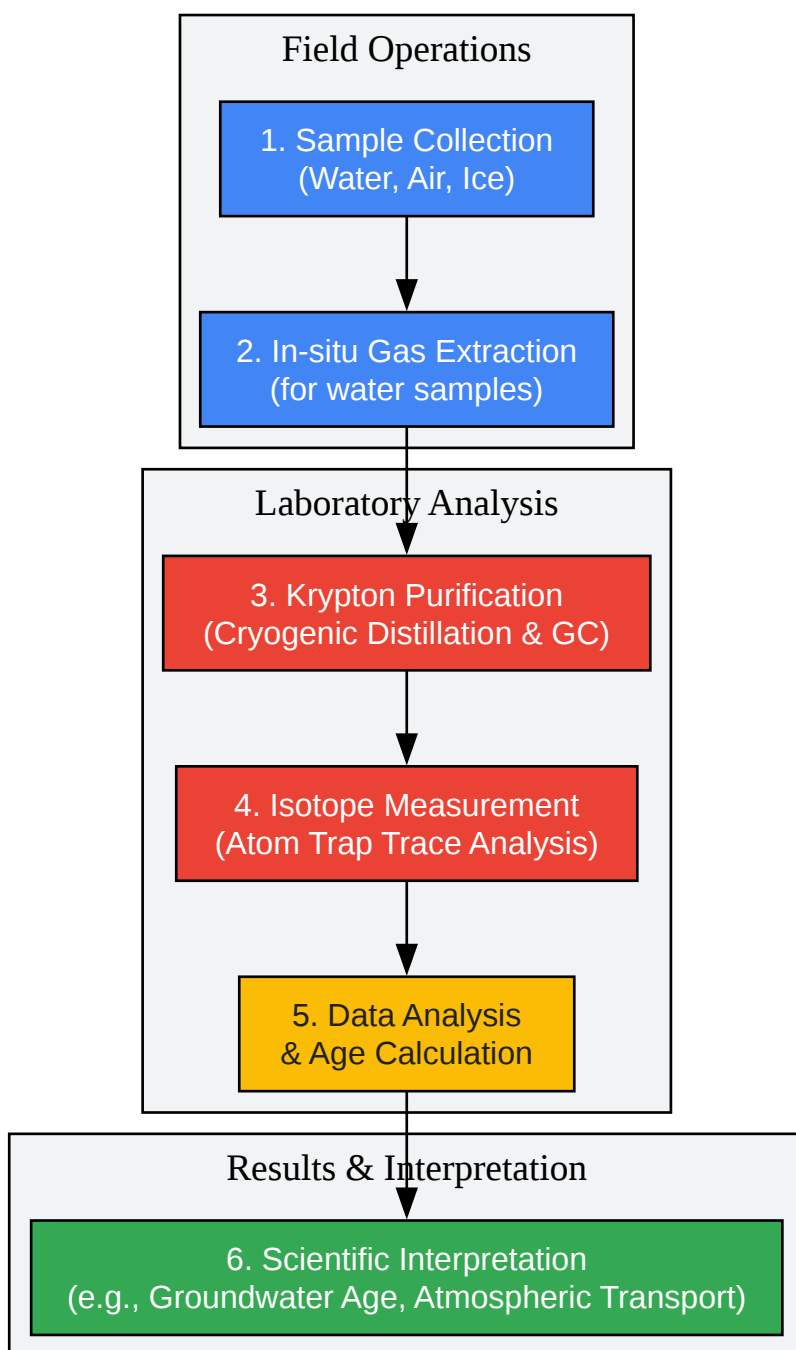 Field Operations
1. Sample Collection
(Water, Air, Ice)
2. In-situ Gas Extraction
(for water samples)
Laboratory Analysis
3. Krypton Purification
(Cryogenic Distillation & GC)
4. Isotope Measurement
(Atom Trap Trace Analysis)
5. Data Analysis
& Age Calculation
Results & Interpretation
6. Scientific Interpretation
(e.g., Groundwater Age, Atmospheric Transport)